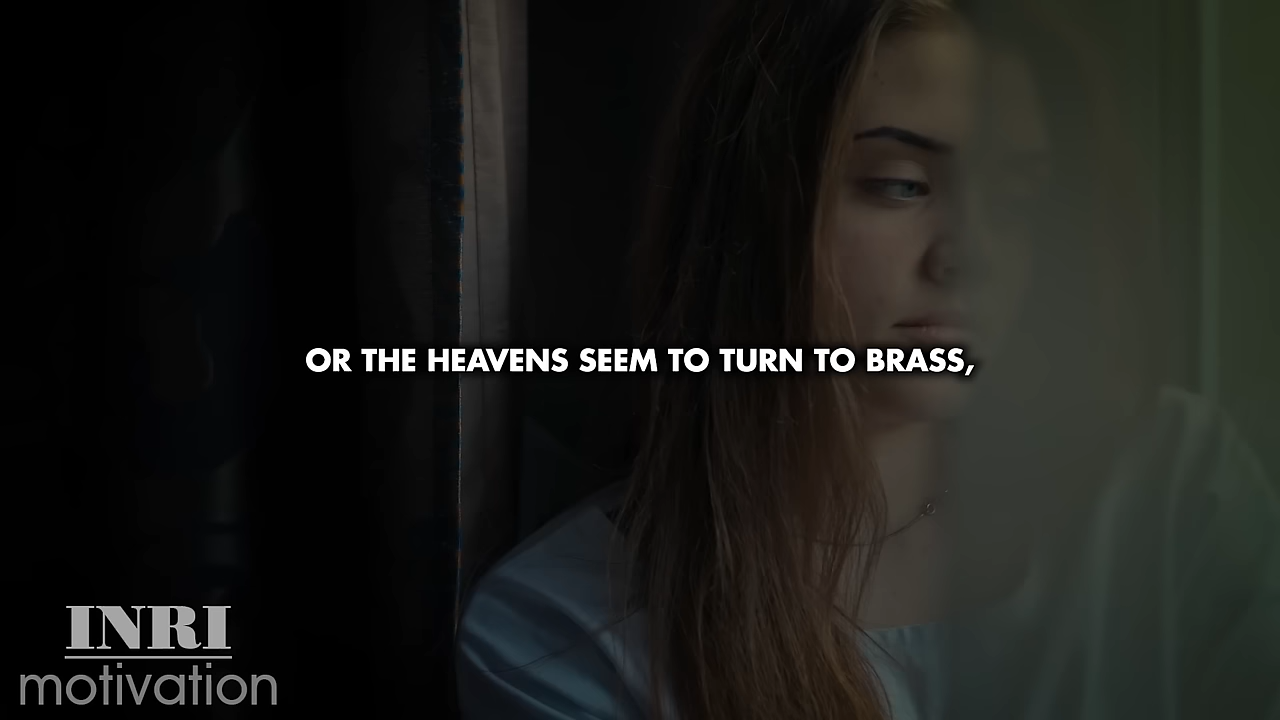 OR THE HEAVENS SEEM TO TURN TO BRASS,
INRI
motivation